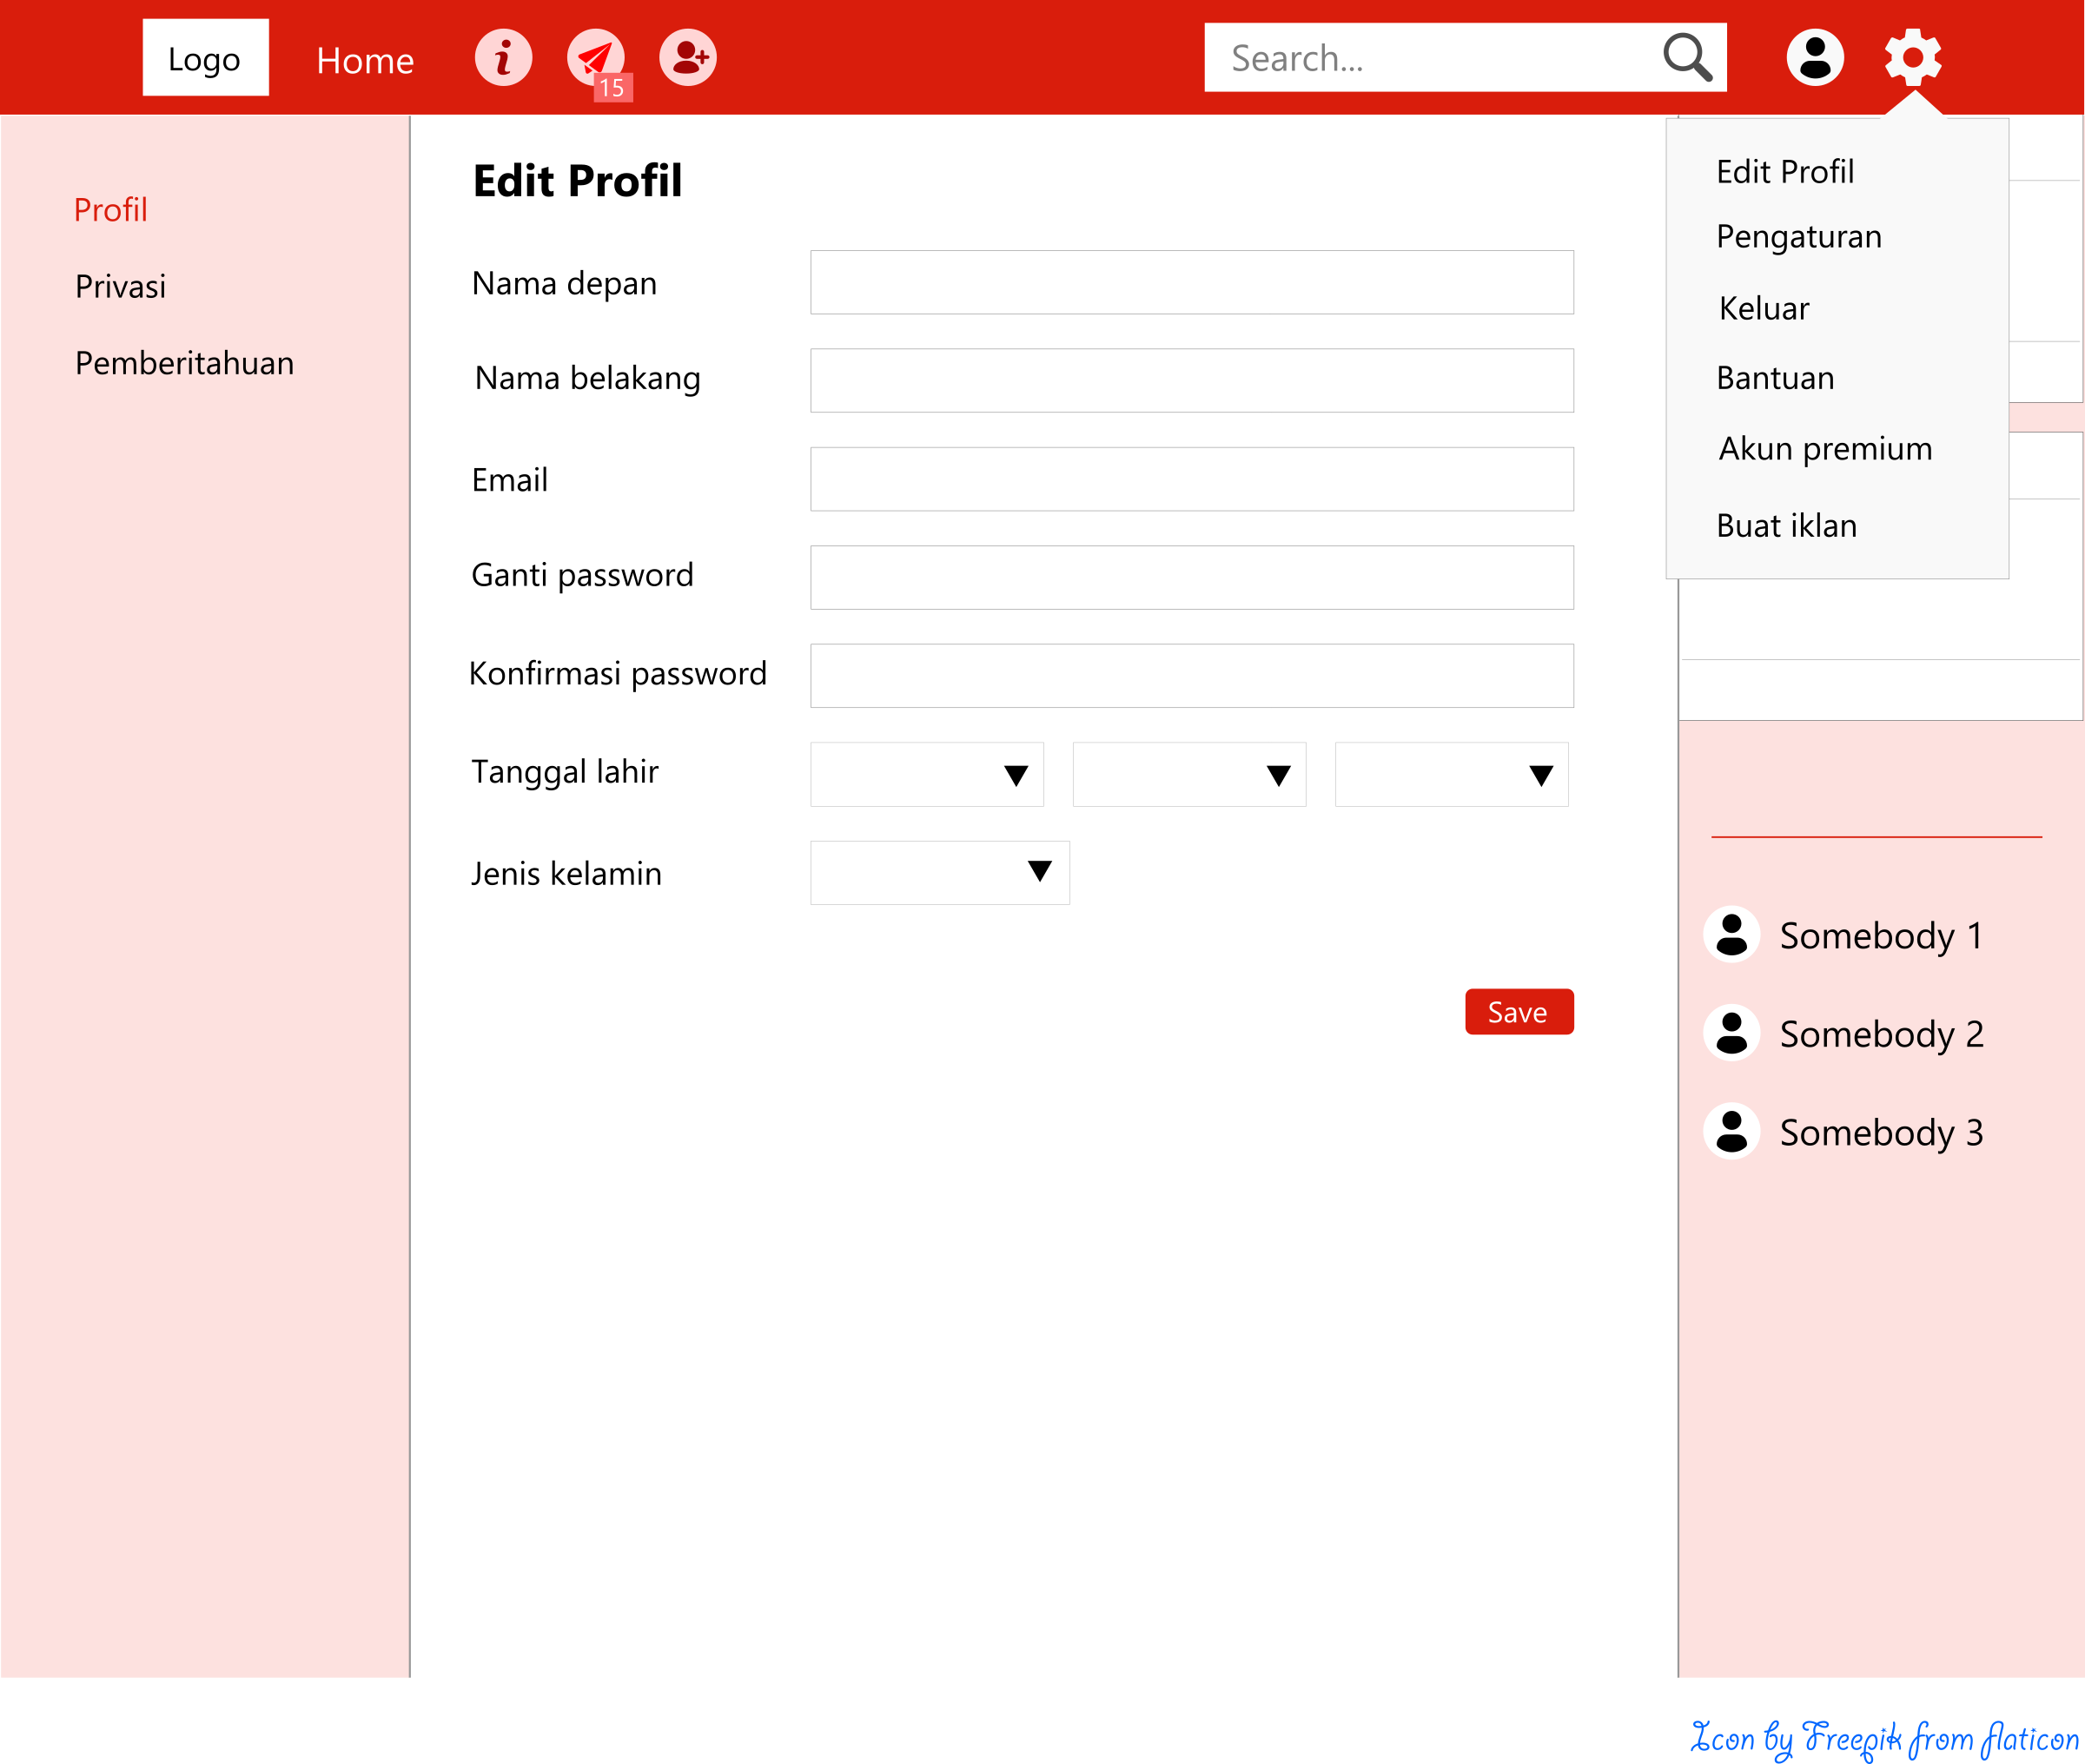 Logo
Home
15
Search...
Profil
Privasi
Pemberitahuan
Edit Profil
Nama depan
Nama belakang
Email
Ganti password
Konfirmasi password
Tanggal lahir
Jenis kelamin
Save
Edit Profil
Pengaturan
Keluar
Bantuan
Akun premium
Buat iklan
Somebody 1
Somebody 2
Somebody 3
Icon by Freepik from flaticon